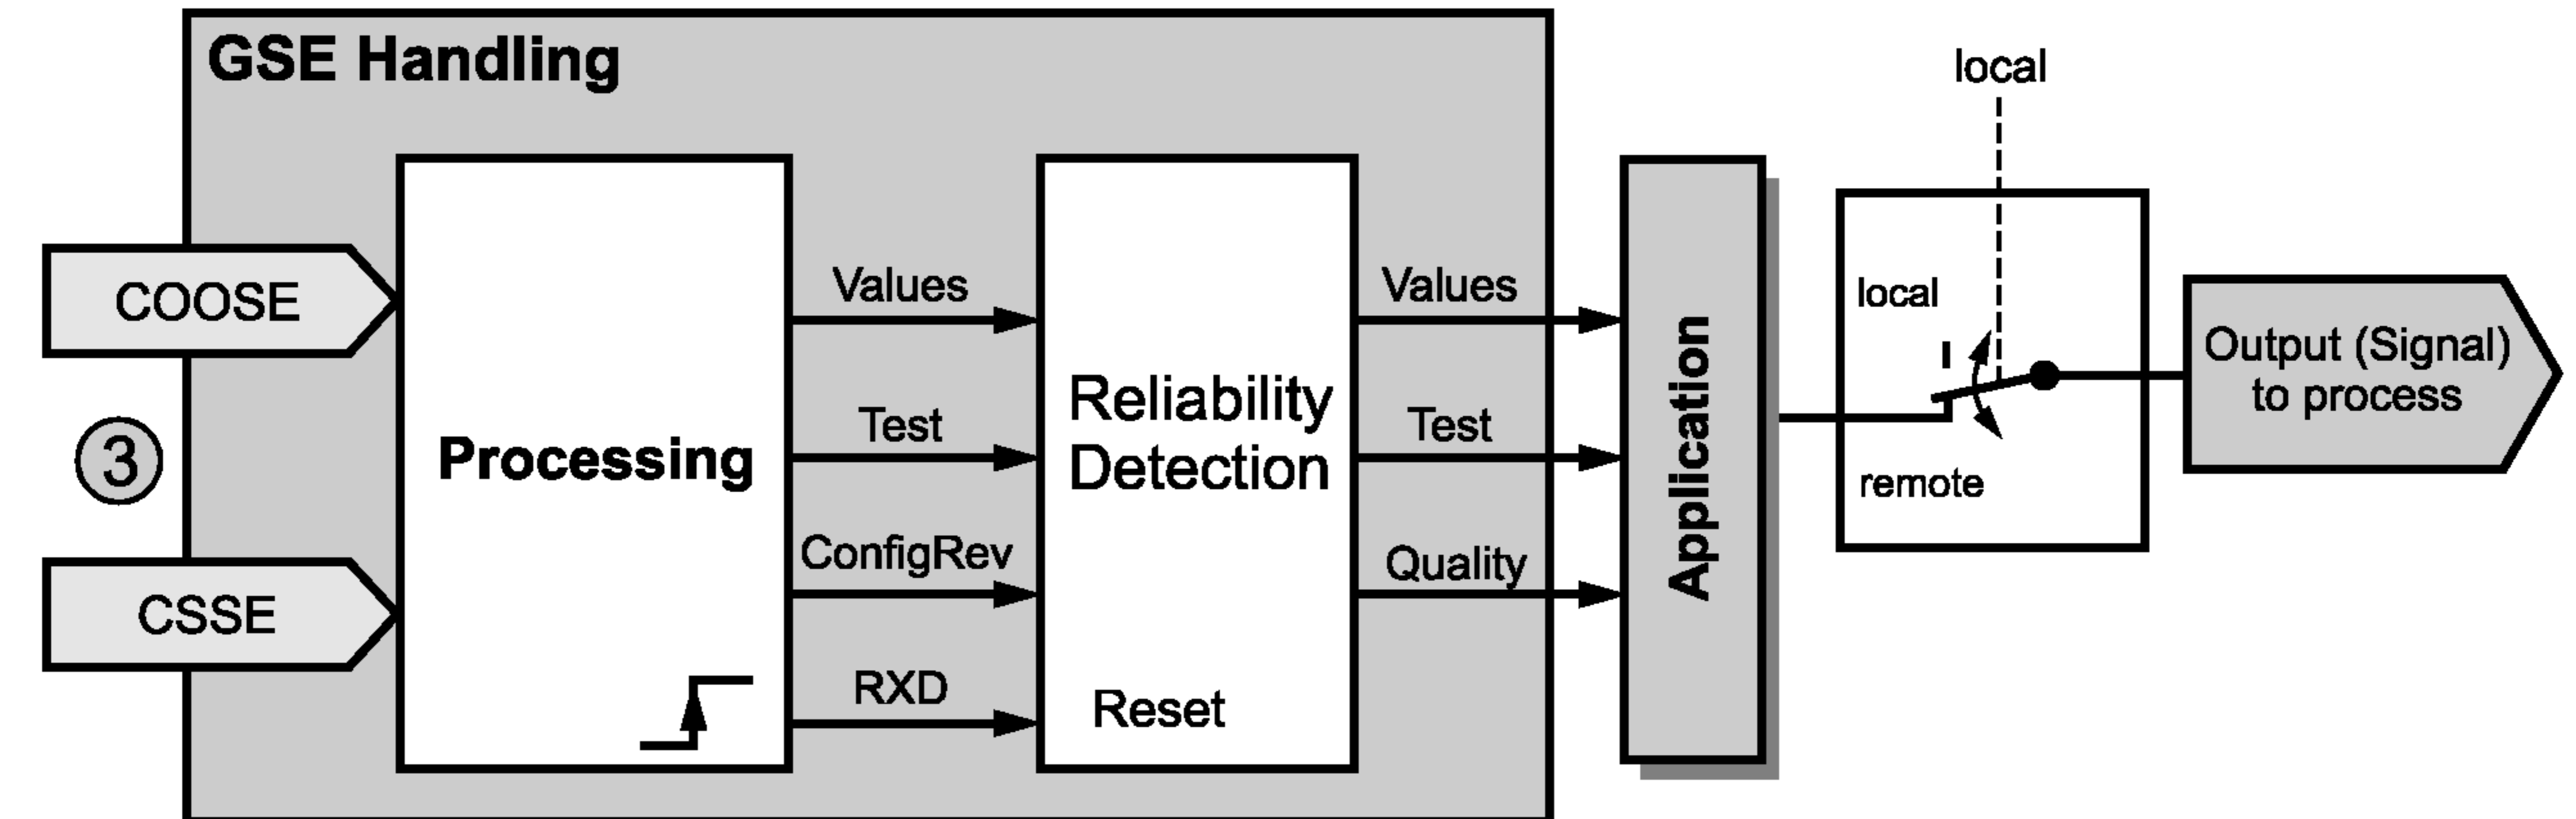 GSE Handling
local
COOSE
3
CSSE
Processing
Values
Test
ConfigRev
RXD
Reliability
Detection
Reset
Values
Test
Quality
Application
local
remote
Output (Signal)
to process